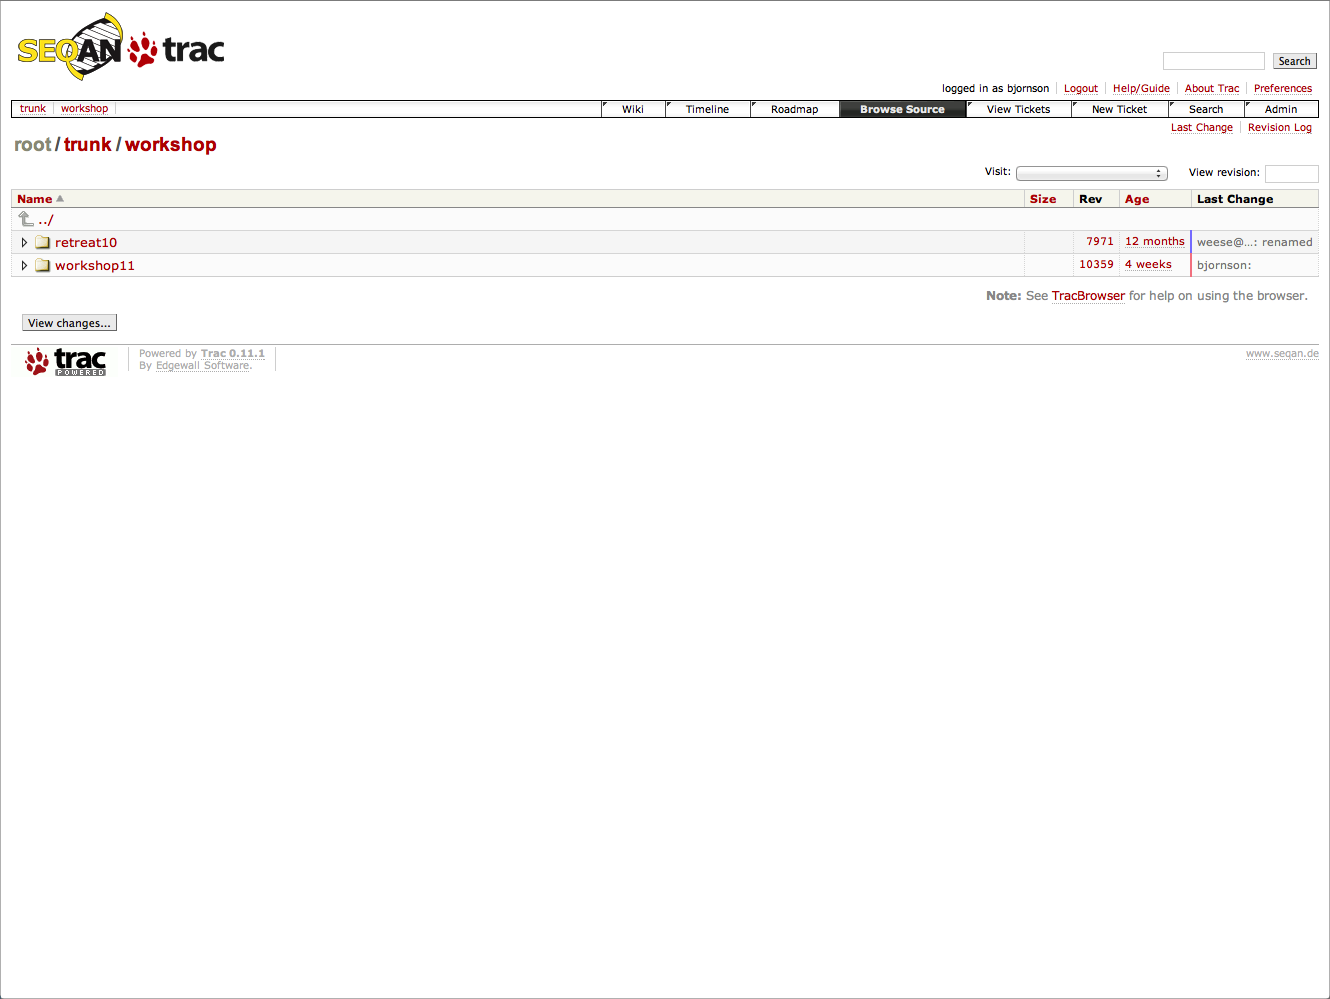 SEQAN trac
Search
logged in as bjornson Logout Help/Guide About Trac Preferences
trunk workshop Wiki Timeline Roadmap Browse Source View Tickets New Ticket Search Admin
Last Change Revision Log
root / trunk / workshop
Visit: View revision:
Name Size Rev Age Last Change
../
retreat10 7971 12 months weese@...: renamed
workshop11 10359 4 weeks bjornson:
Note: See TracBrowser for help on using the browser.
View changes...
trac POWERED Powered by Trac 0.11.1 www.seqan.de
By Edgewall Software.